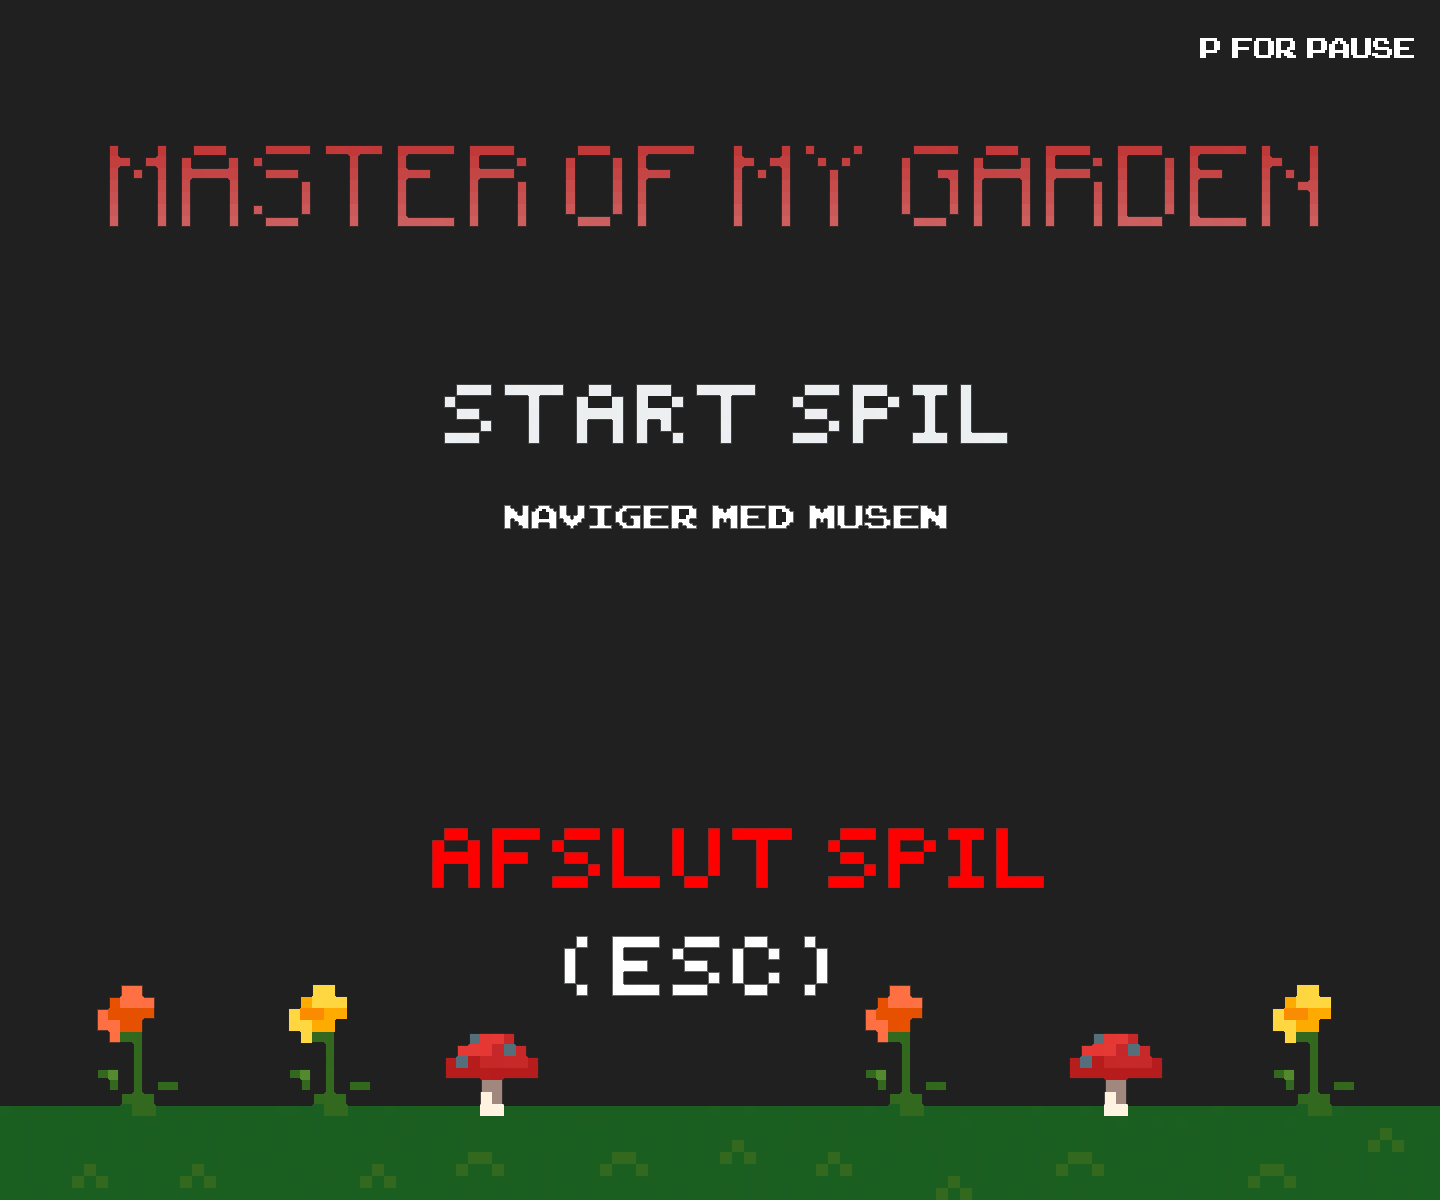 P FOR PAUSE
MASTER OF MY GARDEN
START SPIL
NAVIGER MED MUSEN
AFSLUT SPIL
(ESC)